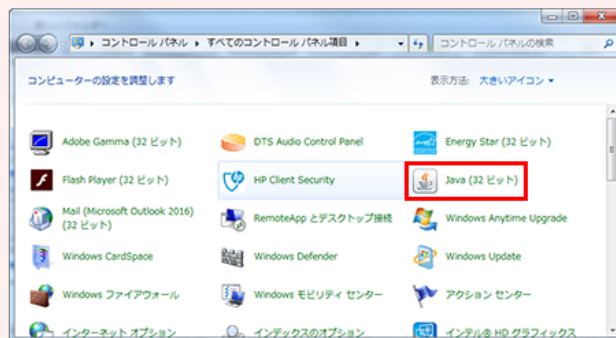 コントロール パネル ▸ すべてのコントロール パネル項目 ▸
コントロール パネルの検索
コンピューターの設定を調整します
表示方法: 大きいアイコン
Adobe Gamma (32 ビット)
DTS Audio Control Panel
Energy Star (32 ビット)
Flash Player (32 ビット)
HP Client Security
Java (32 ビット)
Mail (Microsoft Outlook 2016)
(32 ビット)
RemoteApp とデスクトップ接続
Windows Anytime Upgrade
Windows CardSpace
Windows Defender
Windows Update
Windows ファイアウォール
Windows モビリティ センター
アクション センター
インターネット オプション
インデックスのオプション
インテル® HD グラフィックス